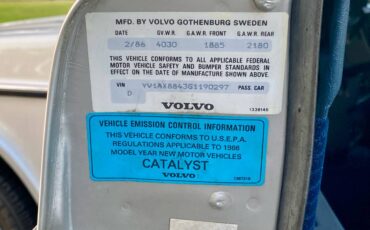 MFD. BY VOLVO GOTHENBURG SWEDEN
DATE G.V.W.R. G.A.W.R. FRONT G.A.W.R. REAR
2/86 4030 1885 2180
THIS VEHICLE CONFORMS TO ALL APPLICABLE FEDERAL
MOTOR VEHICLE SAFETY AND BUMPER STANDARDS IN
EFFECT ON THE DATE OF MANUFACTURE SHOWN ABOVE.
YV1AX8843G1190297 PASS CAR
D
VOLVO
VEHICLE EMISSION CONTROL INFORMATION
THIS VEHICLE CONFORMS TO U.S.E.P.A.
REGULATIONS APPLICABLE TO 1986
MODEL YEAR NEW MOTOR VEHICLES
CATALYST
VOLVO